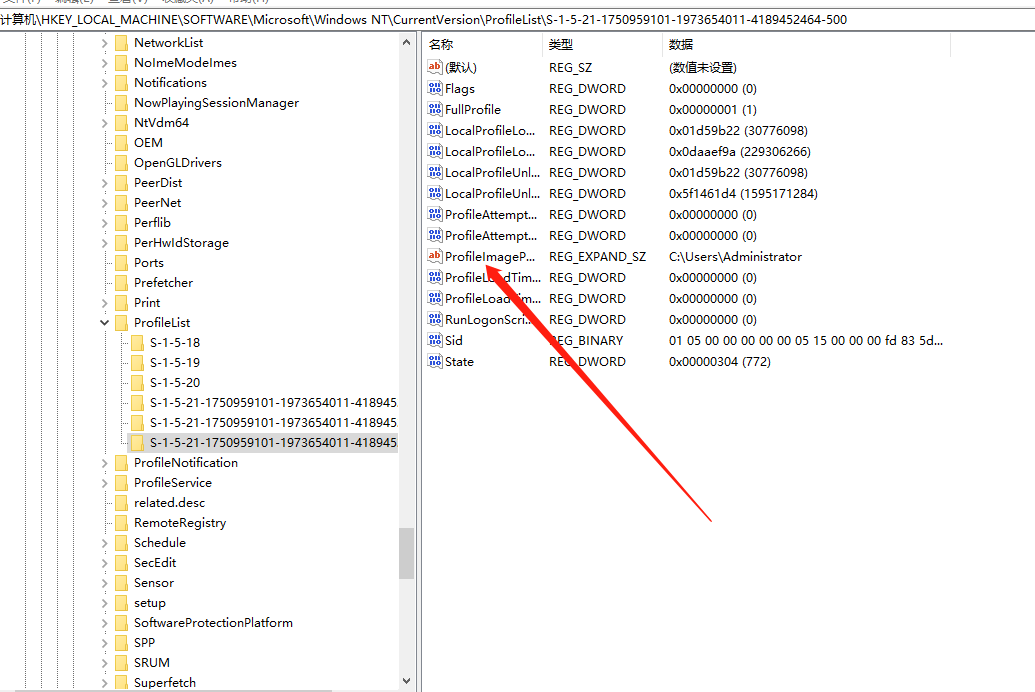 计算机\HKEY_LOCAL_MACHINE\SOFTWARE\Microsoft\Windows NT\CurrentVersion\ProfileList\S-1-5-21-1750959101-1973654011-4189452464-500
NetworkList
NoImeModeImes
Notifications
NowPlayingSessionManager
NtVdm64
OEM
OpenGLDrivers
PeerDist
PeerNet
Perflib
PerHwIdStorage
Ports
Prefetcher
Print
ProfileList
S-1-5-18
S-1-5-19
S-1-5-20
S-1-5-21-1750959101-1973654011-418945
S-1-5-21-1750959101-1973654011-418945
S-1-5-21-1750959101-1973654011-418945
ProfileNotification
ProfileService
related.desc
RemoteRegistry
Schedule
SecEdit
Sensor
setup
SoftwareProtectionPlatform
SPP
SRUM
Superfetch
名称 类型 数据
ab (默认) REG_SZ (数值未设置)
Flags REG_DWORD 0x00000000 (0)
FullProfile REG_DWORD 0x00000001 (1)
LocalProfileLo... REG_DWORD 0x01d59b22 (30776098)
LocalProfileLo... REG_DWORD 0x0daaef9a (229306266)
LocalProfileUnl... REG_DWORD 0x01d59b22 (30776098)
LocalProfileUnl... REG_DWORD 0x5f1461d4 (1595171284)
ProfileAttempt... REG_DWORD 0x00000000 (0)
ProfileAttempt... REG_DWORD 0x00000000 (0)
ab ProfileImageP... REG_EXPAND_SZ C:\Users\Administrator
ProfileLoadTim... REG_DWORD 0x00000000 (0)
ProfileLoadTim... REG_DWORD 0x00000000 (0)
RunLogonScri... REG_DWORD 0x00000000 (0)
Sid REG_BINARY 01 05 00 00 00 00 00 05 15 00 00 00 fd 83 5d...
State REG_DWORD 0x00000304 (772)